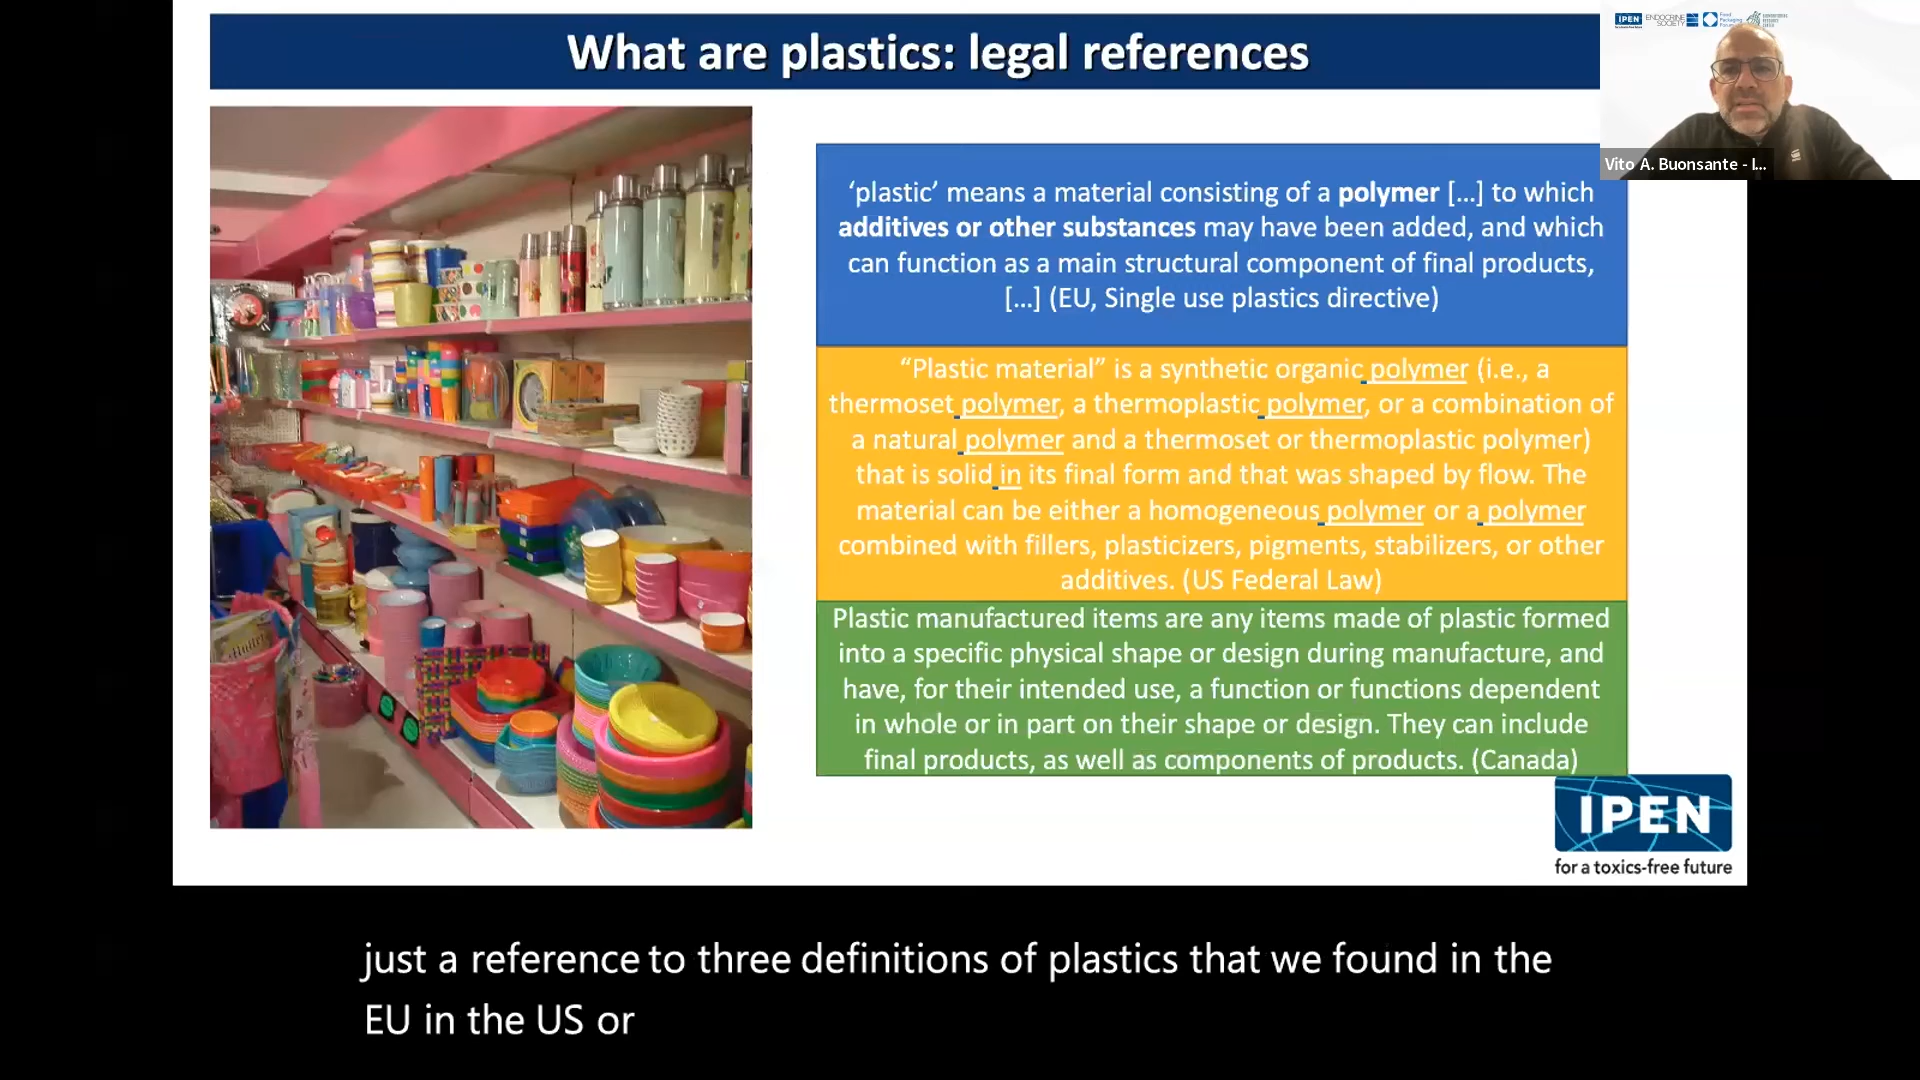 What are plastics: legal references
IPEN
ENDOCRINE
SOCIETY
Food
Packaging
Forum
Vito A. Buonsante - I...
‘plastic’ means a material consisting of a polymer [...] to which
additives or other substances may have been added, and which
can function as a main structural component of final products,
[...] (EU, Single use plastics directive)
“Plastic material” is a synthetic organic polymer (i.e., a
thermoset polymer, a thermoplastic polymer, or a combination of
a natural polymer and a thermoset or thermoplastic polymer)
that is solid in its final form and that was shaped by flow. The
material can be either a homogeneous polymer or a polymer
combined with fillers, plasticizers, pigments, stabilizers, or other
additives. (US Federal Law)
Plastic manufactured items are any items made of plastic formed
into a specific physical shape or design during manufacture, and
have, for their intended use, a function or functions dependent
in whole or in part on their shape or design. They can include
final products, as well as components of products. (Canada)
IPEN
for a toxics-free future
just a reference to three definitions of plastics that we found in the
EU in the US or